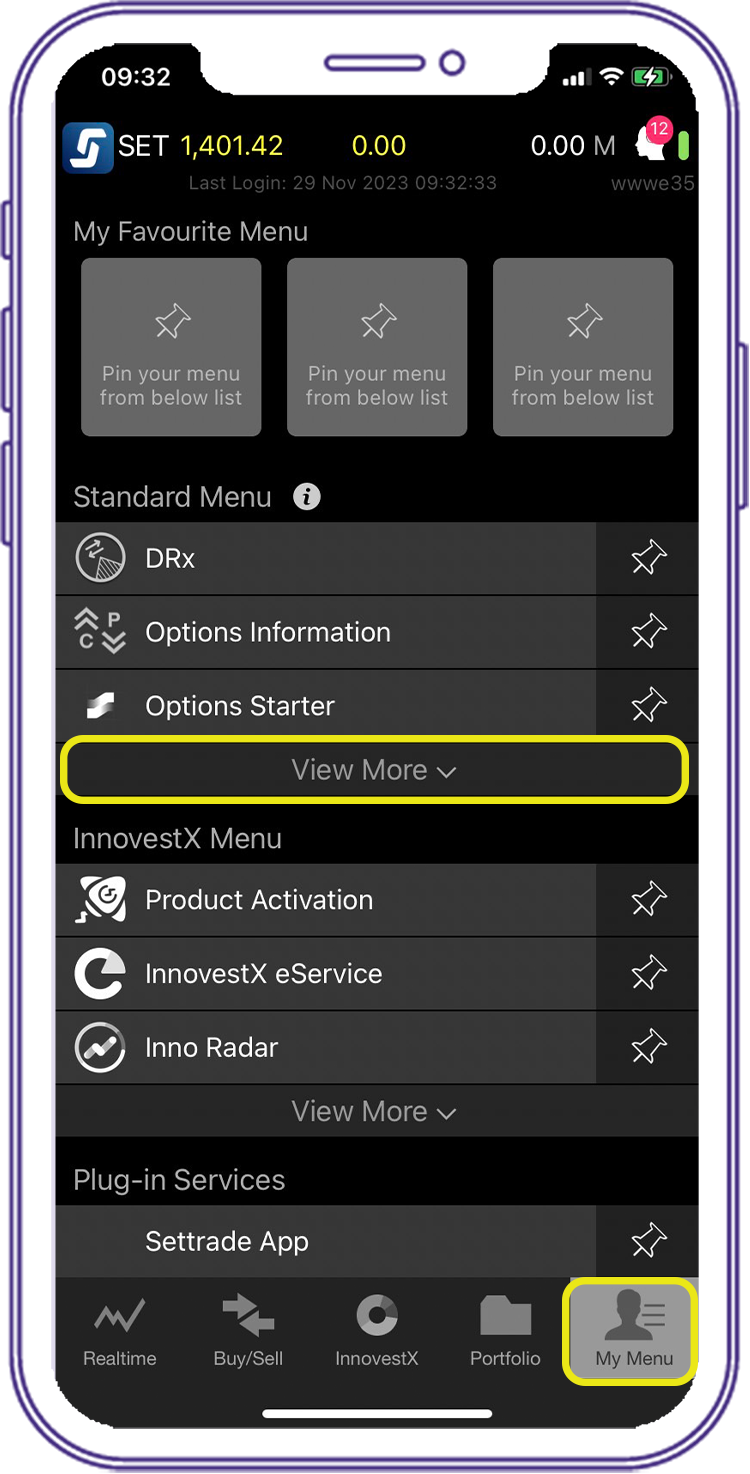 09:32
SET 1,401.42 0.00 0.00 M 12
Last Login: 29 Nov 2023 09:32:33 wwwe35
My Favourite Menu
Pin your menu from below list
Pin your menu from below list
Pin your menu from below list
Standard Menu i
DRx
C P Options Information
Options Starter
View More
InnovestX Menu
Product Activation
InnovestX eService
Inno Radar
View More
Plug-in Services
Settrade App
Realtime Buy/Sell InnovestX Portfolio My Menu